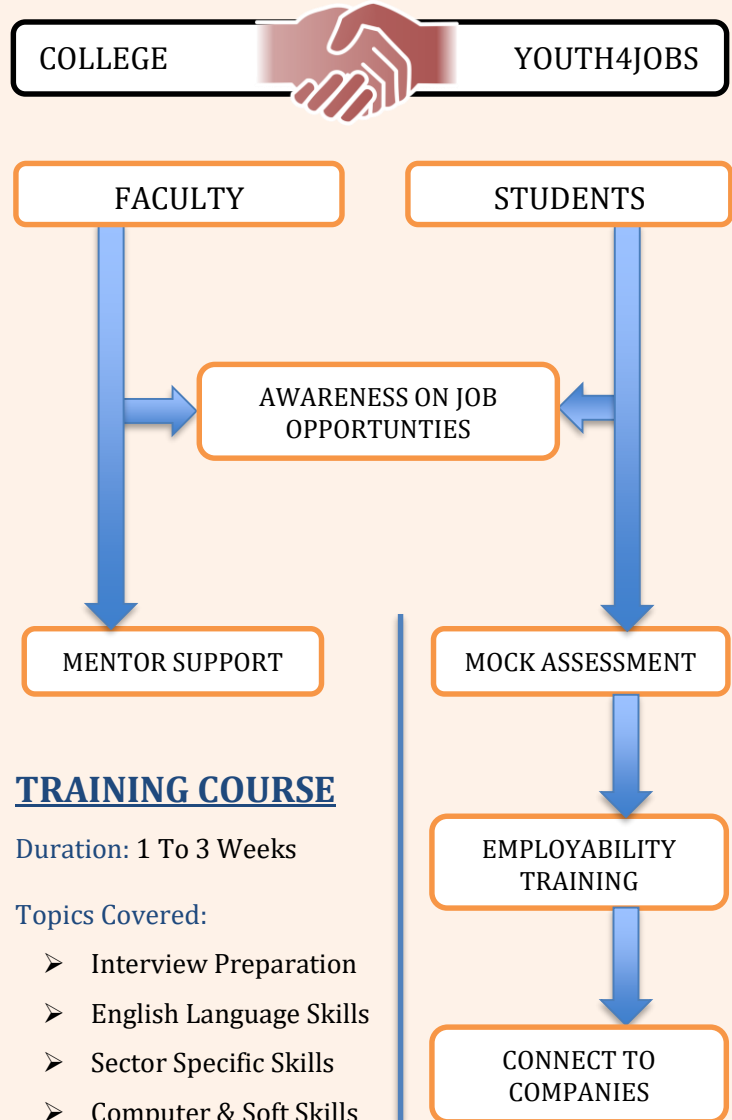 COLLEGE
YOUTH4JOBS
FACULTY
STUDENTS
AWARENESS ON JOB
OPPORTUNTIES
MENTOR SUPPORT
MOCK ASSESSMENT
TRAINING COURSE
Duration: 1 To 3 Weeks
Topics Covered:
➢ Interview Preparation
➢ English Language Skills
➢ Sector Specific Skills
➢ Computer & Soft Skills
EMPLOYABILITY
TRAINING
CONNECT TO
COMPANIES